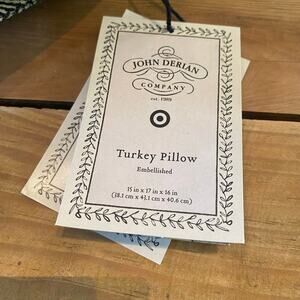 JOHN DERIAN
COMPANY
est. 1989
Turkey Pillow
Embellished
15 in x 17 in x 16 in
(38.1 cm x 43.1 cm x 40.6 cm)